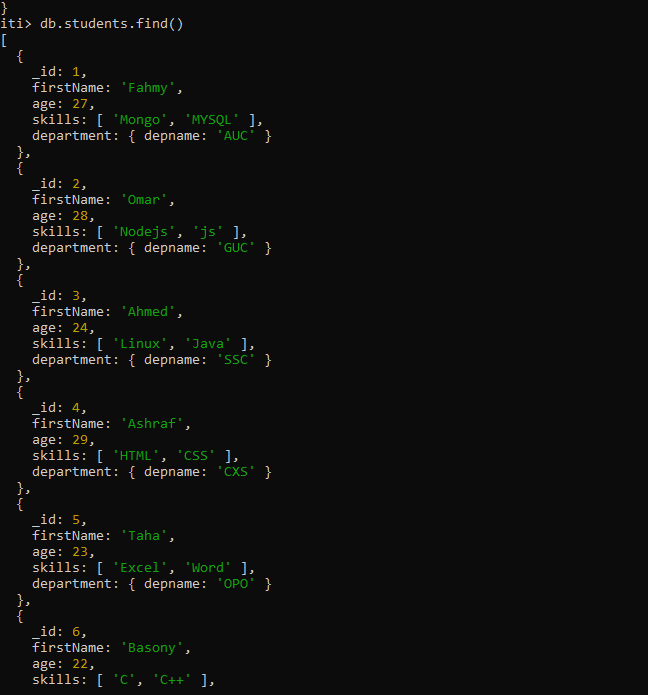 }
iti> db.students.find()
[
  {
    _id: 1,
    firstName: 'Fahmy',
    age: 27,
    skills: [ 'Mongo', 'MYSQL' ],
    department: { depname: 'AUC' }
  },
  {
    _id: 2,
    firstName: 'Omar',
    age: 28,
    skills: [ 'Nodejs', 'js' ],
    department: { depname: 'GUC' }
  },
  {
    _id: 3,
    firstName: 'Ahmed',
    age: 24,
    skills: [ 'Linux', 'Java' ],
    department: { depname: 'SSC' }
  },
  {
    _id: 4,
    firstName: 'Ashraf',
    age: 29,
    skills: [ 'HTML', 'CSS' ],
    department: { depname: 'CXS' }
  },
  {
    _id: 5,
    firstName: 'Taha',
    age: 23,
    skills: [ 'Excel', 'Word' ],
    department: { depname: 'OPO' }
  },
  {
    _id: 6,
    firstName: 'Basony',
    age: 22,
    skills: [ 'C', 'C++' ],